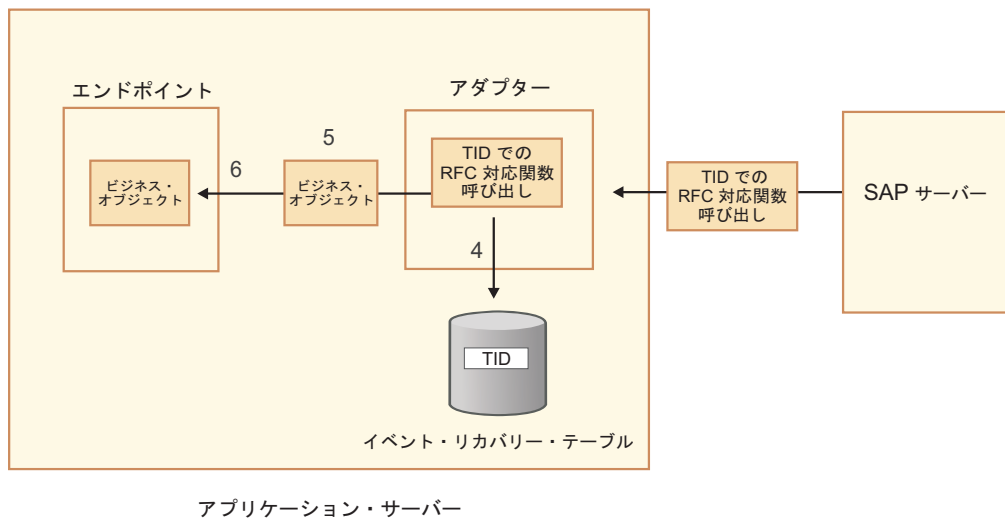 エンドポイント
アダプター
5
6
4
ビジネス・
オブジェクト
ビジネス・
オブジェクト
TID での
RFC 対応関数
呼び出し
TID での
RFC 対応関数
呼び出し
SAP サーバー
TID
イベント・リカバリー・テーブル
アプリケーション・サーバー